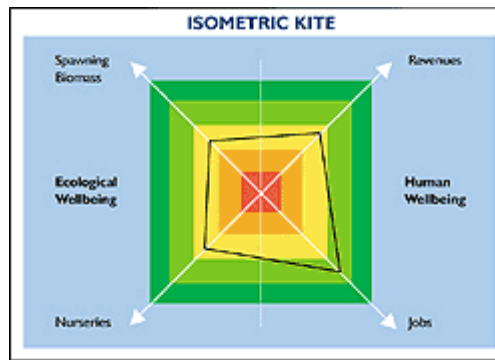 ISOMETRIC KITE
Spawning
Biomass
Revenues
Ecological
Wellbeing
Human
Wellbeing
Nurseries
Jobs